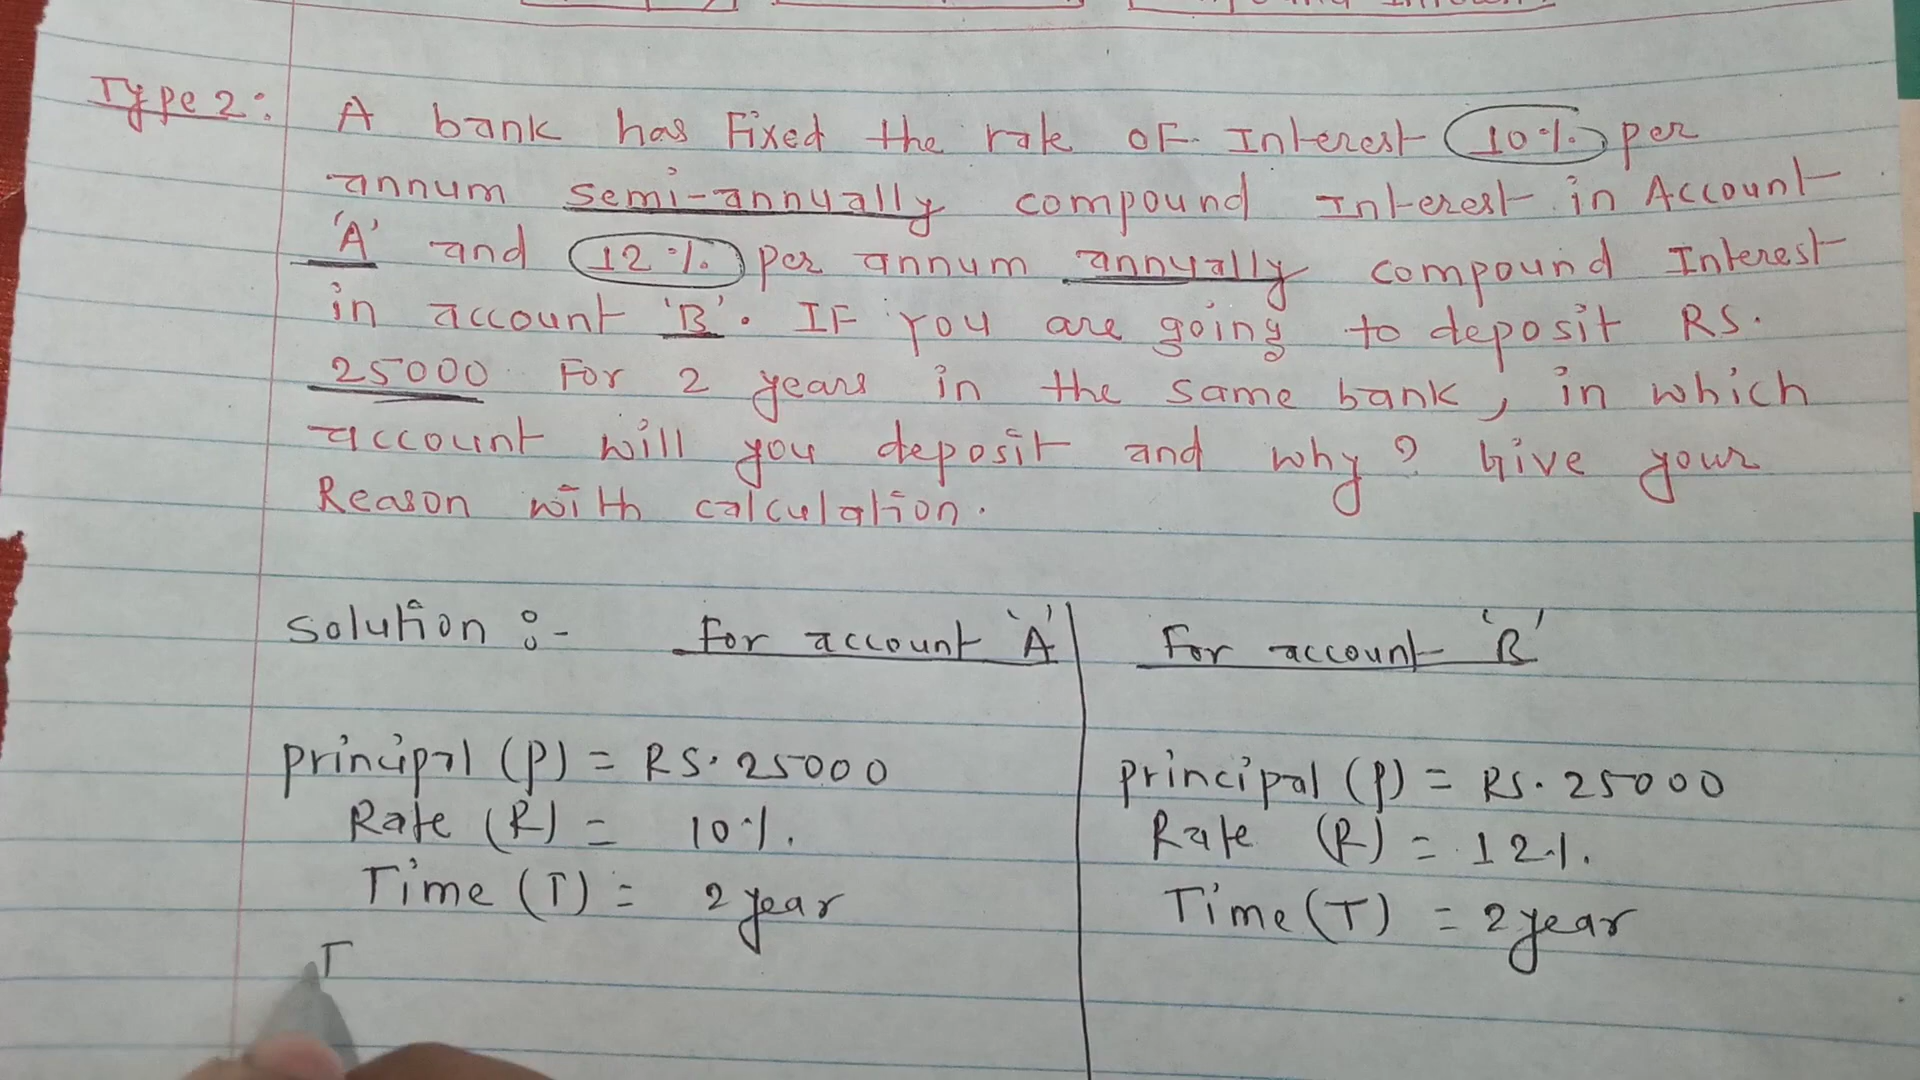 Type 2: A bank has Fixed the rate of Interest 10% per
annum semi-annually compound Interest in Account
'A' and 12% per annum annually compound Interest
in account 'B'. IF you are going to deposit RS.
25000 For 2 years in the same bank, in which
account will you deposit and why? Give your
Reason with calculation.
Solution :- For account 'A' For account 'B'
principal (P) = RS. 25000 principal (P) = RS. 25000
Rate (R) = 10%. Rate (R) = 12%.
Time (T) = 2 year Time (T) = 2 year
I